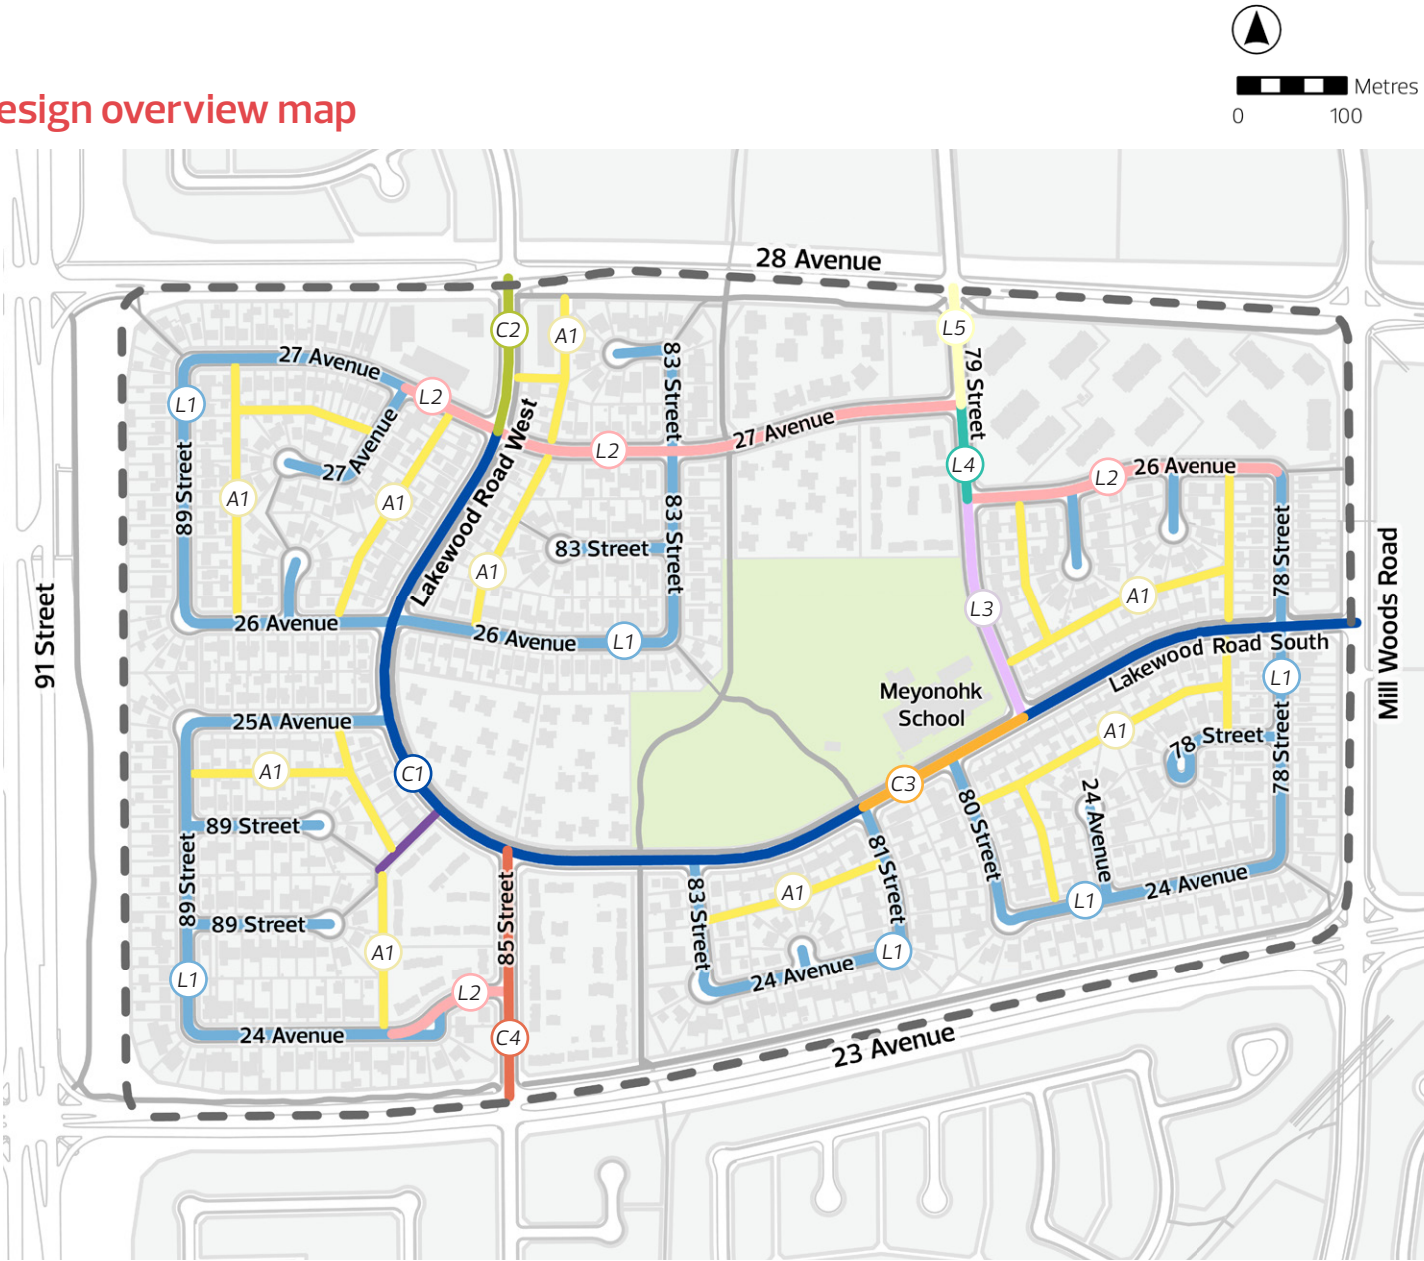 Metres
0 100
esign overview map
28 Avenue
C2
A1
L5
27 Avenue
83 Street
79 Street
L1
L2
Lakewood Road West
27 Avenue
L2
27 Avenue
L4
L2
26 Avenue
89 Street
A1
A1
83 Street
83 Street
78 Street
A1
A1
L3
91 Street
26 Avenue
26 Avenue
L1
Lakewood Road South
Mill Woods Road
Meyonohk
School
L1
25A Avenue
A1
C1
A1
78 Street
78 Street
C3
80 Street
24 Avenue
89 Street
89 Street
81 Street
A1
83 Street
85 Street
L1
24 Avenue
89 Street
A1
L1
24 Avenue
L1
L2
24 Avenue
C4
23 Avenue